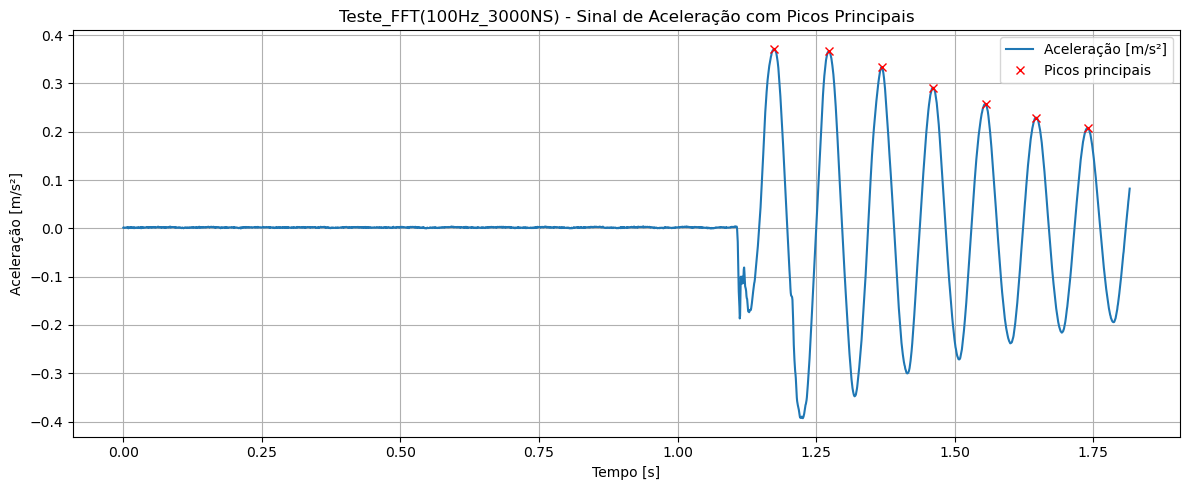 Teste_FFT(100Hz_3000NS) - Sinal de Aceleração com Picos Principais
Aceleração [m/s²]
Picos principais
Aceleração [m/s²]
0.4
0.3
0.2
0.1
0.0
−0.1
−0.2
−0.3
−0.4
0.00 0.25 0.50 0.75 1.00 1.25 1.50 1.75
Tempo [s]